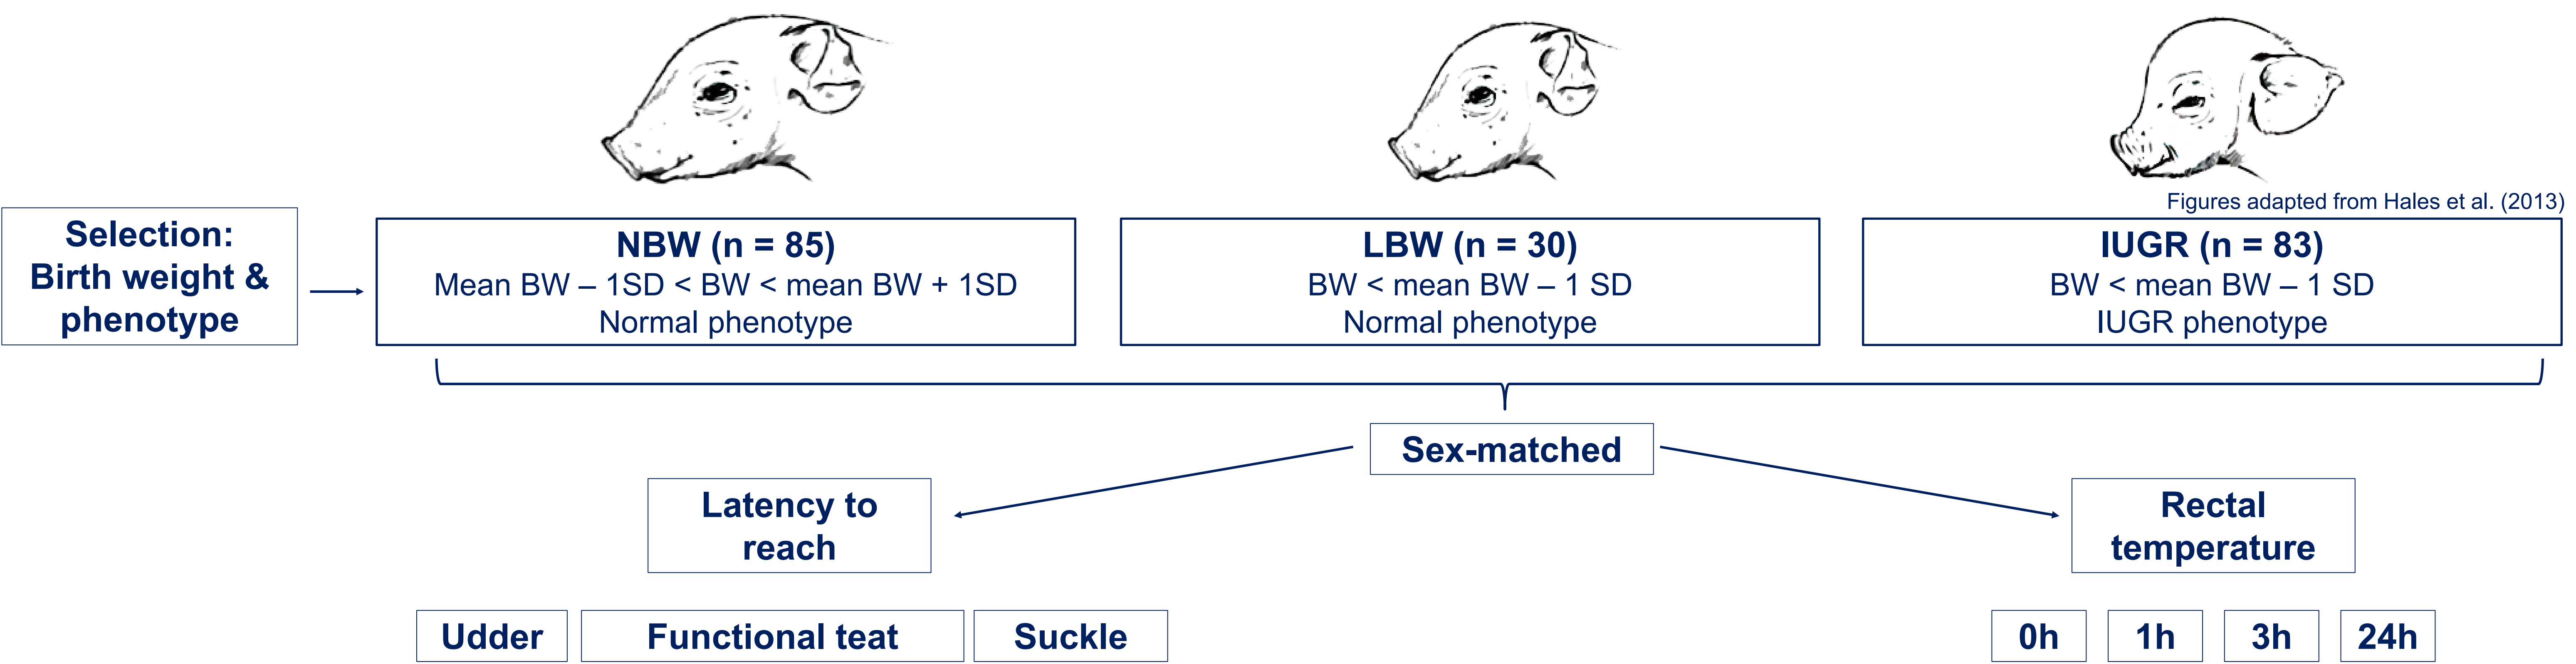 Figures adapted from Hales et al. (2013)
Selection:
Birth weight &
phenotype
NBW (n = 85)
Mean BW – 1SD < BW < mean BW + 1SD
Normal phenotype
LBW (n = 30)
BW < mean BW – 1 SD
Normal phenotype
IUGR (n = 83)
BW < mean BW – 1 SD
IUGR phenotype
Sex-matched
Latency to
reach
Rectal
temperature
Udder
Functional teat
Suckle
0h
1h
3h
24h